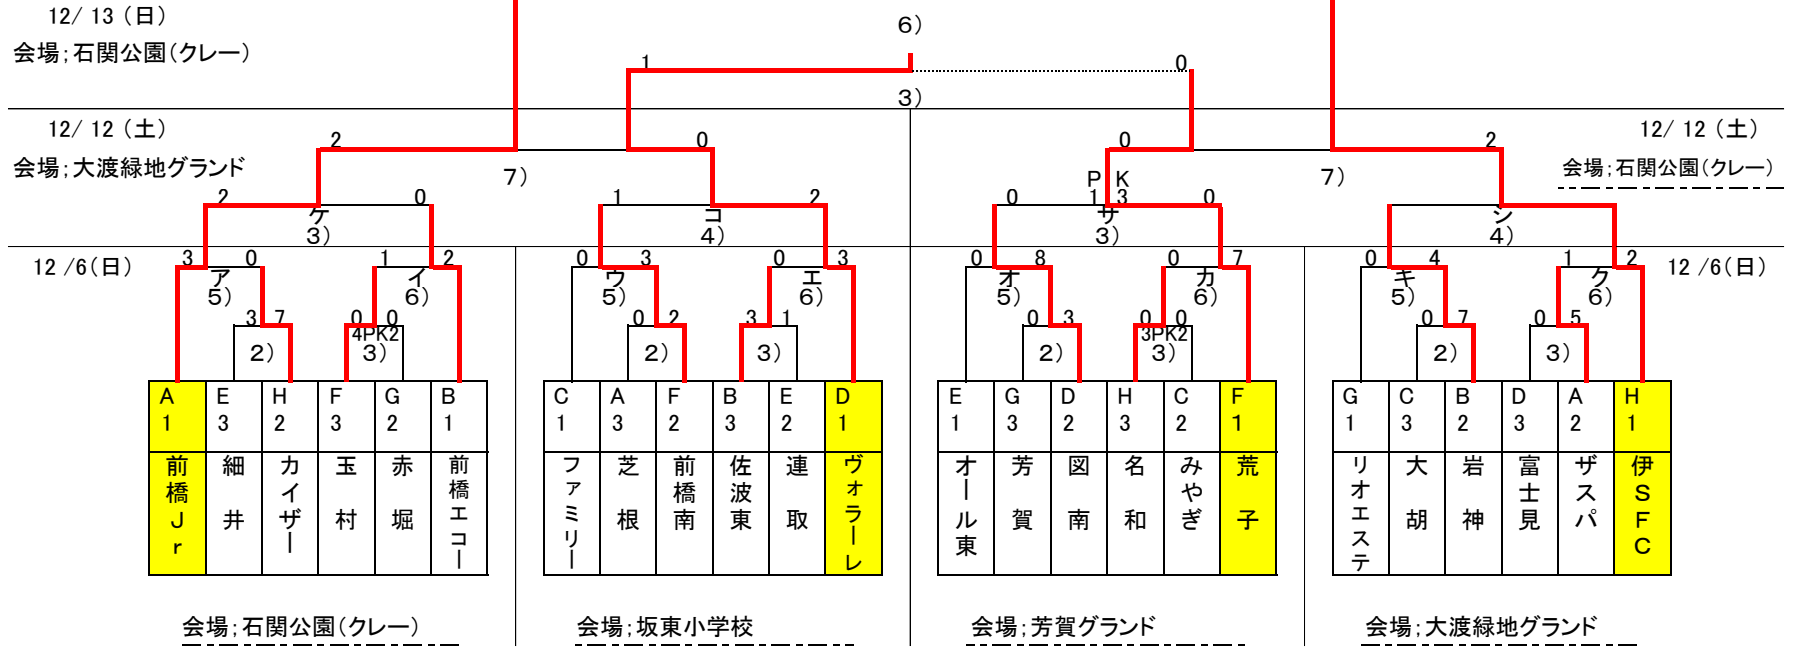 12/ 13 (日)
6)
会場;石関公園(クレー)
1 0
3)
12/ 12 (土) 2 0 0 2 12/ 12 (土)
会場;大渡緑地グランド 7) 7) 会場;石関公園(クレー)
PK
2 0 1 2 0 1 3 0
ケ コ サ シ
3) 4) 3) 4)
12 /6(日) 3 0 1 2 0 3 0 3 0 8 0 7 0 4 1 2 12 /6(日)
ア イ ウ エ オ カ キ ク
5) 6) 5) 6) 5) 6) 5) 6)
3 7 0 0 0 2 3 1 0 3 0 0 0 7 0 5
4PK2 3PK2
2) 3) 2) 3) 2) 3) 2) 3)
A E H F G B C A F B E D E G D H C F G C B D A H
1 3 2 3 2 1 1 3 2 3 2 1 1 3 2 3 2 1 1 3 2 3 2 1
前橋Jr
細井
カイザー
玉村
赤堀
前橋エコー
ファミリー
芝根
前橋南
佐波東
連取
ヴォラーレ
オール東
芳賀
図南
名和
みやぎ
荒子
リオエステ
大胡
岩神
富士見
ザスパ
伊SFC
会場;石関公園(クレー) 会場;坂東小学校 会場;芳賀グランド 会場;大渡緑地グランド